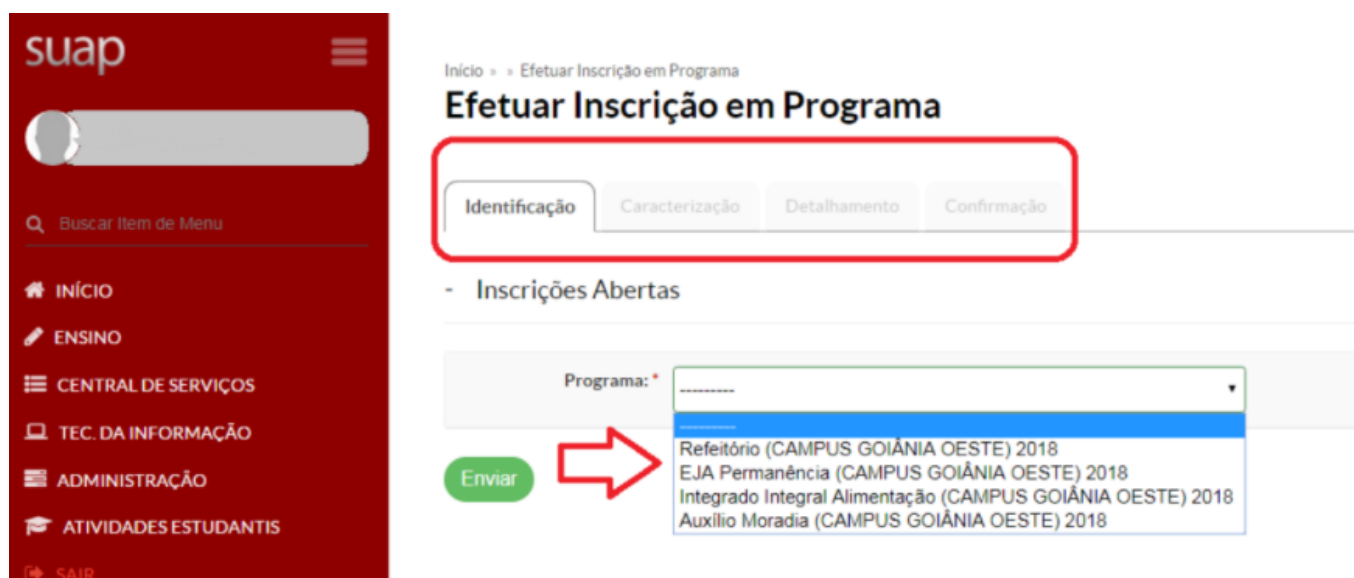 suap
Buscar Item de Menu
INÍCIO
ENSINO
CENTRAL DE SERVIÇOS
TEC. DA INFORMAÇÃO
ADMINISTRAÇÃO
ATIVIDADES ESTUDANTIS
SAIR
Início » » Efetuar Inscrição em Programa
Efetuar Inscrição em Programa
Identificação Caracterização Detalhamento Confirmação
- Inscrições Abertas
Programa: * ---------
---------
Refeitório (CAMPUS GOIÂNIA OESTE) 2018
EJA Permanência (CAMPUS GOIÂNIA OESTE) 2018
Integrado Integral Alimentação (CAMPUS GOIÂNIA OESTE) 2018
Auxílio Moradia (CAMPUS GOIÂNIA OESTE) 2018
Enviar